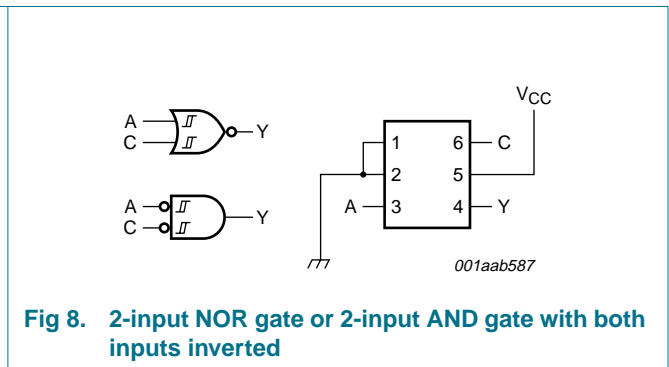 VCC
A
C
Y
1 6 C
2 5
A 3 4 Y
A
C
Y
001aab587
Fig 8. 2-input NOR gate or 2-input AND gate with both
inputs inverted